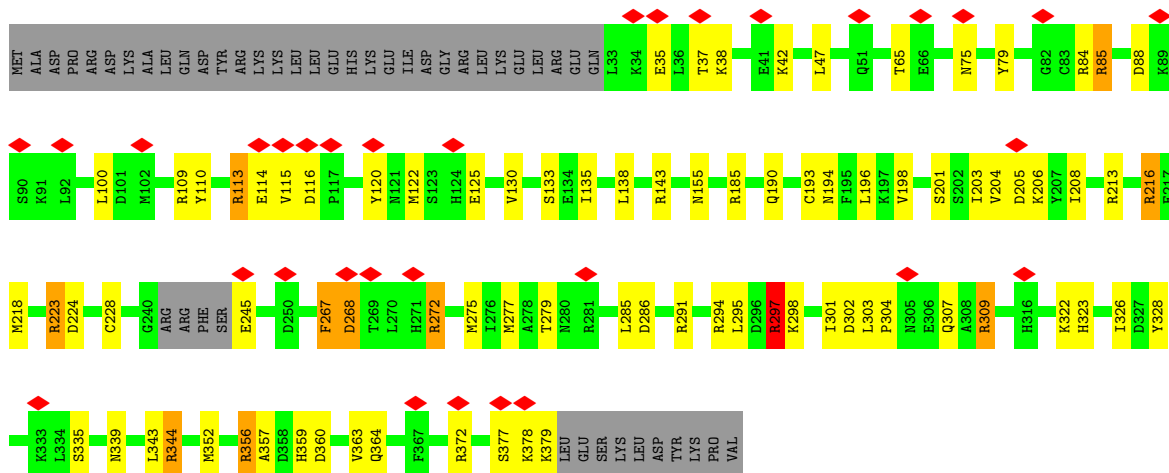 MET ALA ASP PRO ARG ASP LYS ALA LEU GLN ASP TYR ARG LYS LYS LEU LEU GLU HIS LYS GLU ILE ASP GLY ARG LEU LYS GLU LEU ARG GLU GLN L33 K34 E35 L36 T37 K38 E41 K42 L47 Q51 T65 E66 N75 Y79 G82 C83 R84 R85 D88 K89
S90 K91 L92 L100 D101 M102 R109 Y110 R113 E114 V115 D116 P117 Y120 N121 M122 S123 H124 E125 V130 S133 E134 I135 L138 R143 N155 R185 Q190 C193 N194 F195 L196 K197 V198 S201 S202 I203 V204 D205 K206 Y207 I208 R213 R216 E217
M218 R223 D224 C228 G240 ARG ARG PHE SER E245 D250 F267 D268 T269 L270 H271 R272 M275 I276 M277 A278 T279 N280 R281 L285 D286 R291 R294 L295 D296 R297 K298 I301 D302 L303 P304 N305 E306 Q307 A308 R309 H316 K322 H323 I326 D327 Y328
K333 L334 S335 N339 L343 R344 M352 R356 A357 D358 H359 D360 V363 Q364 F367 R372 S377 K378 K379 LEU GLU SER LYS LEU ASP TYR LYS PRO VAL